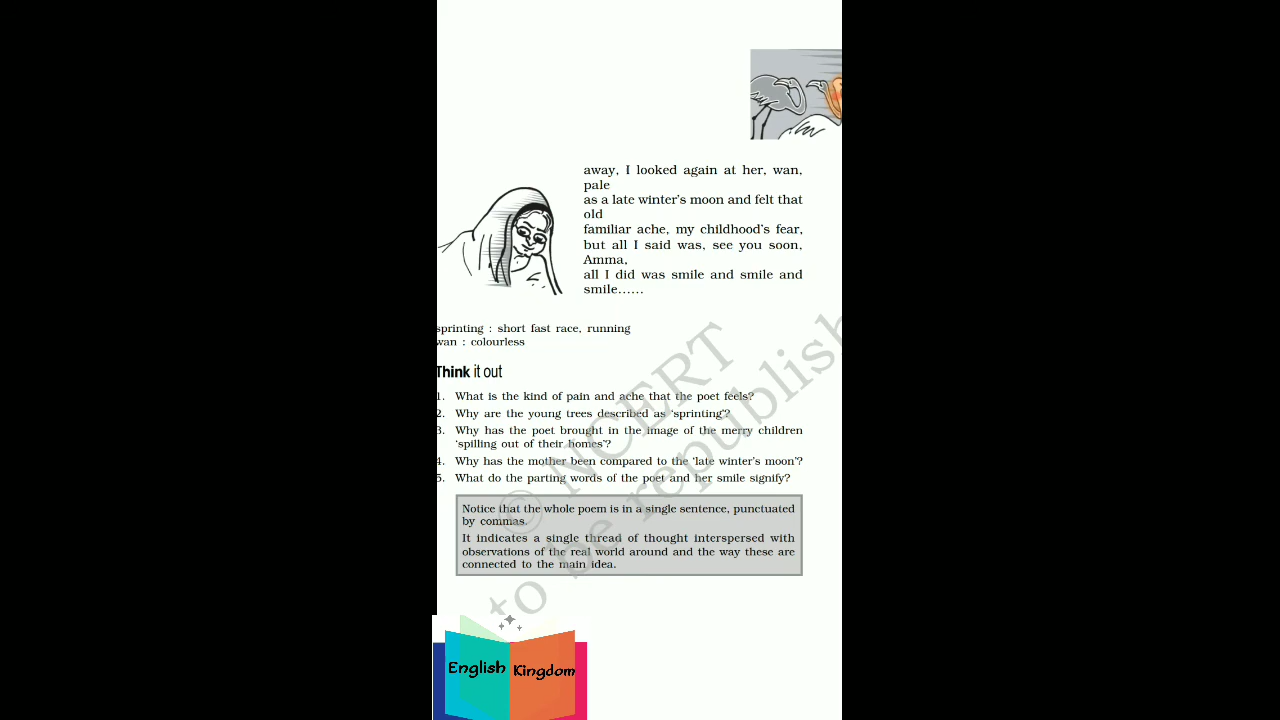 away, I looked again at her, wan,
pale
as a late winter's moon and felt that
old
familiar ache, my childhood's fear,
but all I said was, see you soon,
Amma,
all I did was smile and smile and
smile......
sprinting : short fast race, running
wan : colourless
Think it out
1. What is the kind of pain and ache that the poet feels?
2. Why are the young trees described as 'sprinting'?
3. Why has the poet brought in the image of the merry children
'spilling out of their homes'?
4. Why has the mother been compared to the 'late winter's moon'?
5. What do the parting words of the poet and her smile signify?
Notice that the whole poem is in a single sentence, punctuated
by commas.
It indicates a single thread of thought interspersed with
observations of the real world around and the way these are
connected to the main idea.
© NCERT
to be republish
English Kingdom